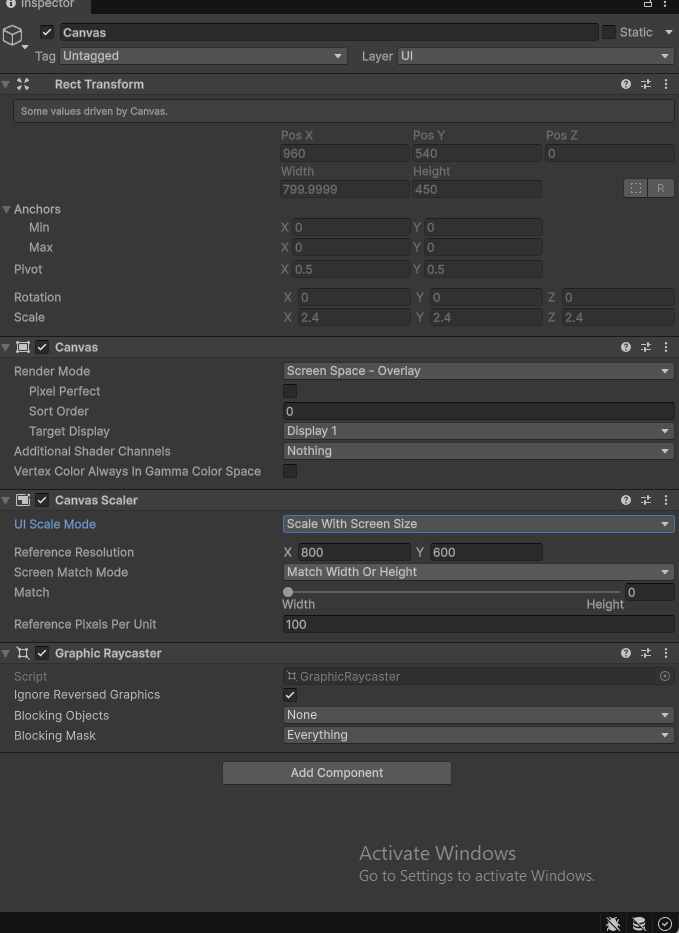 Inspector
Canvas
Static
Tag Untagged Layer UI
Rect Transform
Some values driven by Canvas.
Pos X Pos Y Pos Z
960 540 0
Width Height
799.9999 450
R
Anchors
Min X 0 Y 0
Max X 0 Y 0
Pivot X 0.5 Y 0.5
Rotation X 0 Y 0 Z 0
Scale X 2.4 Y 2.4 Z 2.4
Canvas
Render Mode Screen Space - Overlay
Pixel Perfect
Sort Order 0
Target Display Display 1
Additional Shader Channels Nothing
Vertex Color Always In Gamma Color Space
Canvas Scaler
UI Scale Mode Scale With Screen Size
Reference Resolution X 800 Y 600
Screen Match Mode Match Width Or Height
Match 0
Width Height
Reference Pixels Per Unit 100
Graphic Raycaster
Script GraphicRaycaster
Ignore Reversed Graphics
Blocking Objects None
Blocking Mask Everything
Add Component
Activate Windows
Go to Settings to activate Windows.